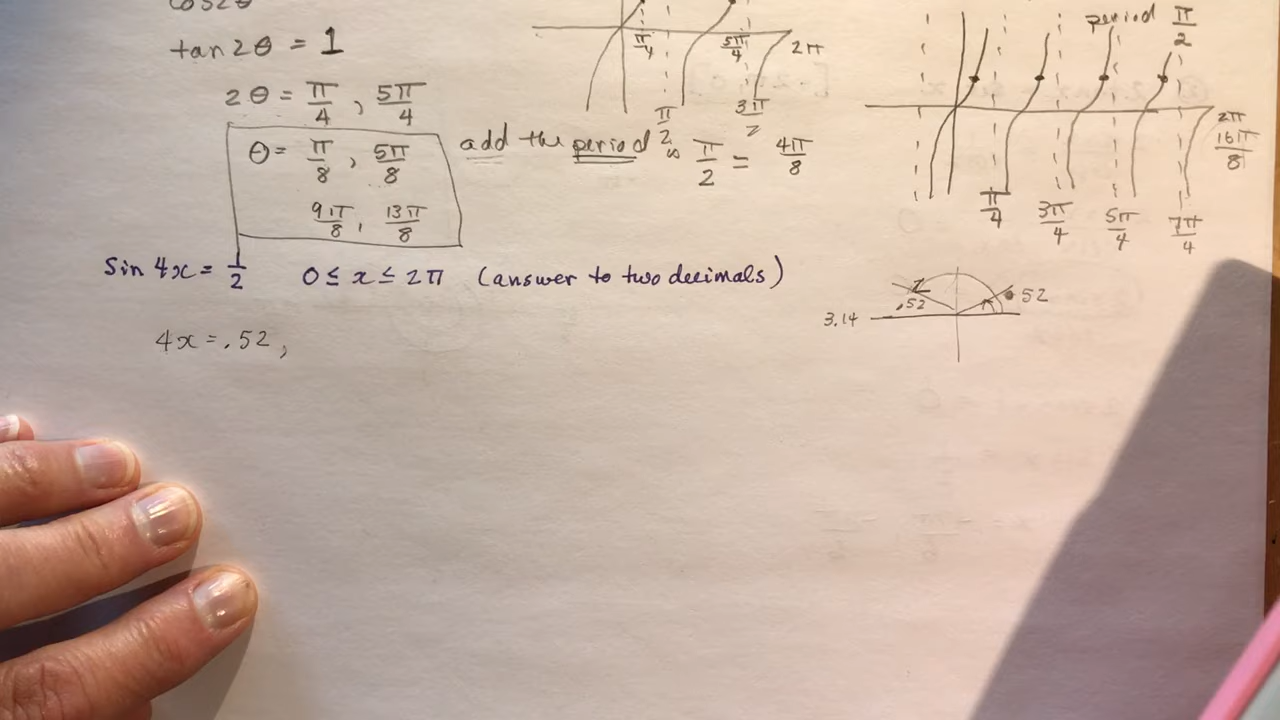 cos2θ
tan 2θ = 1
2θ = π/4 , 5π/4
θ = π/8 , 5π/8
9π/8 , 13π/8
add the period is π/2 = 4π/8
π/4 5π/4 2π
π/2 3π/2
period π/2
2π
16π/8
π/4 3π/4 5π/4 7π/4
Sin 4x = 1/2 0 ≤ x ≤ 2π (answer to two decimals)
.52 .52
3.14
4x = .52,